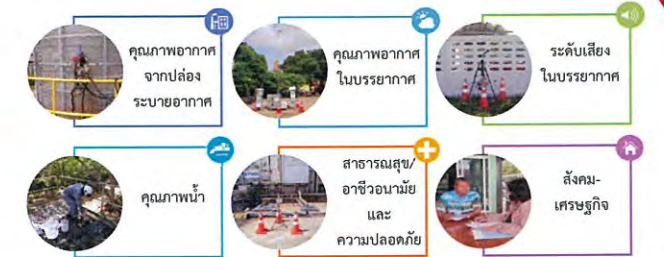 คุณภาพอากาศ
จากปล่อง
ระบายอากาศ
คุณภาพอากาศ
ในบรรยากาศ
ระดับเสียง
ในบรรยากาศ
คุณภาพน้ำ
สาธารณสุข/
อาชีวอนามัย
และ
ความปลอดภัย
สังคม-
เศรษฐกิจ